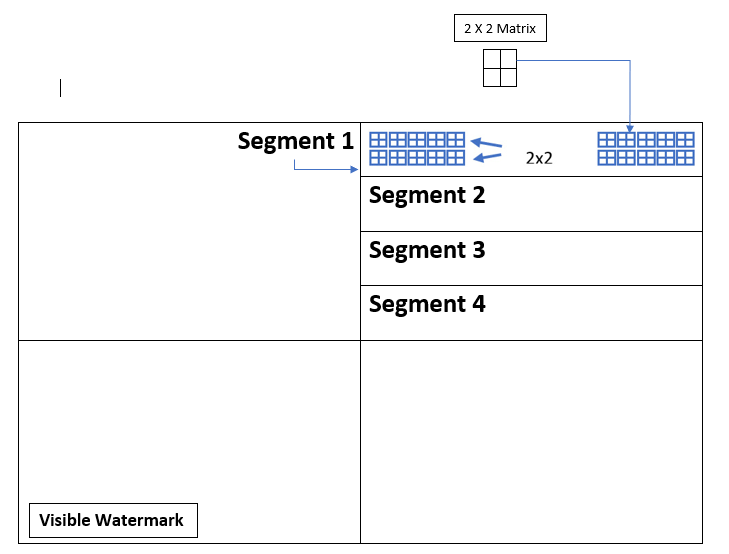 2 X 2 Matrix
Segment 1
2x2
Segment 2
Segment 3
Segment 4
Visible Watermark